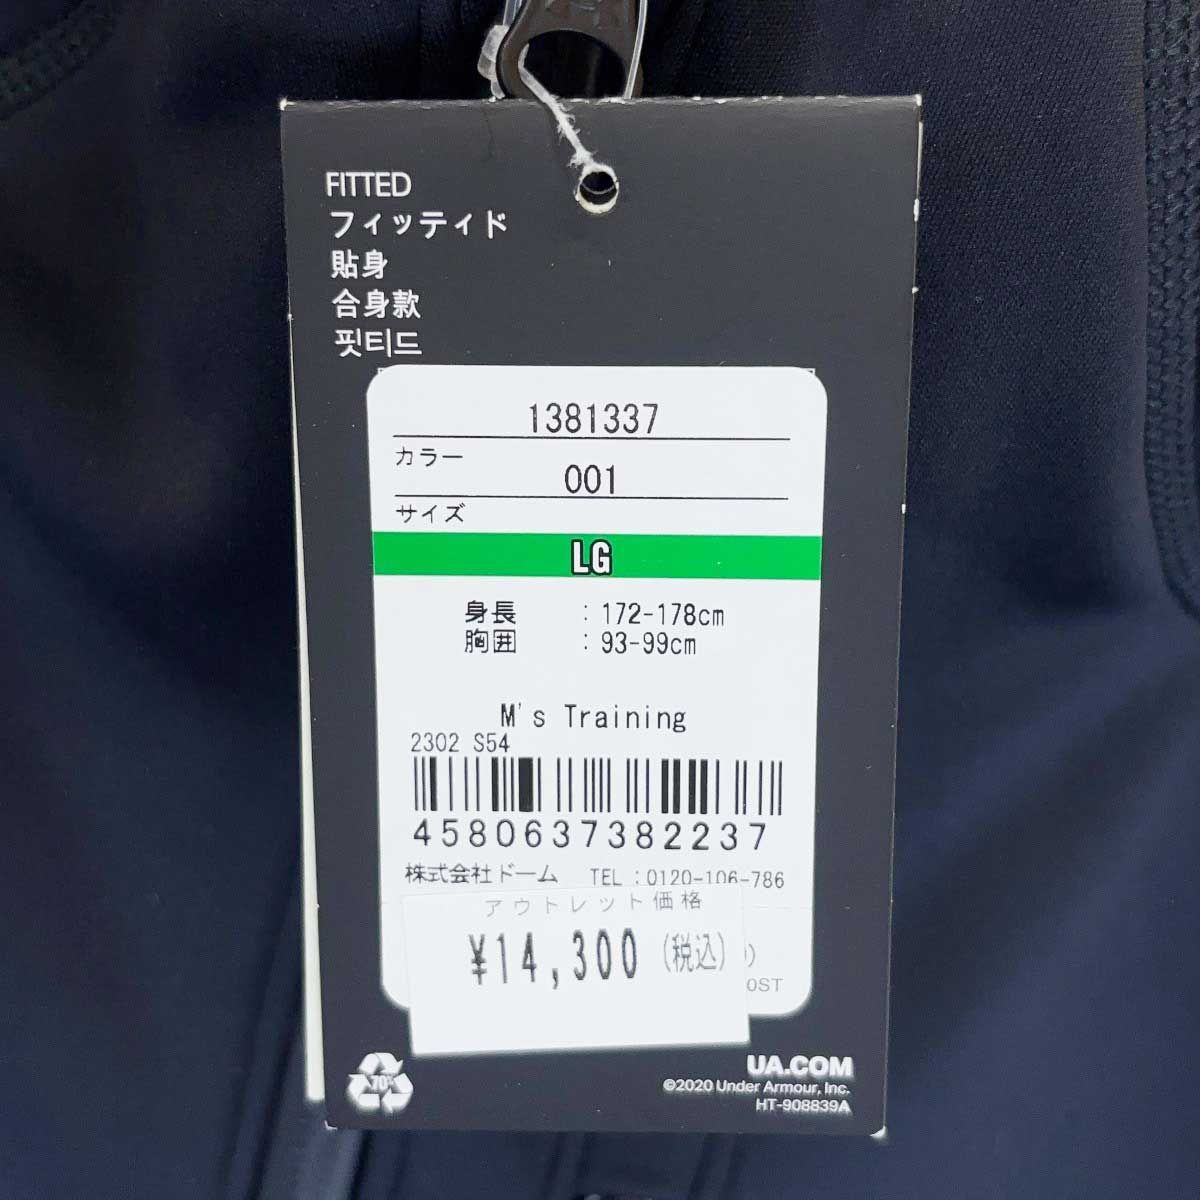 FITTED
フィッティド
貼身
合身款
핏티드
1381337
カラー
001
サイズ
LG
身長 : 172-178cm
胸囲 : 93-99cm
M's Training
2302 S54
4580637382237
株式会社ドーム TEL:0120-106-786
アウトレット価格
¥14,300 (税込)
0ST
70%
UA.COM
©2020 Under Armour, Inc.
HT-908839A